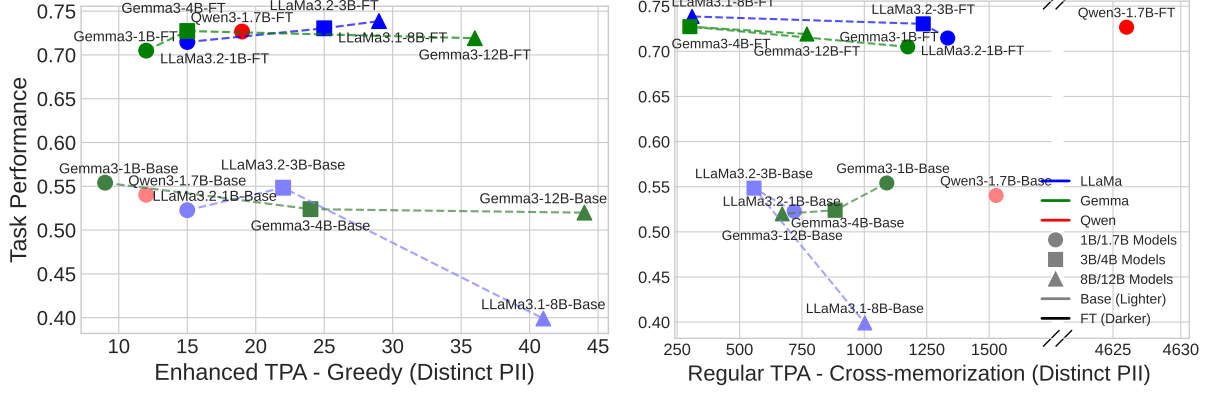 Gemma3-4B-FT
LLaMa3.2-3B-FT
Qwen3-1.7B-FT
Gemma3-1B-FT
LLaMa3.1-8B-FT
LLaMa3.2-1B-FT
Gemma3-12B-FT
Gemma3-1B-Base
Qwen3-1.7B-Base
LLaMa3.2-3B-Base
LLaMa3.2-1B-Base
Gemma3-12B-Base
Gemma3-4B-Base
LLaMa3.1-8B-Base
0.75
0.70
0.65
0.60
0.55
0.50
0.45
0.40
Task Performance
10 15 20 25 30 35 40 45
Enhanced TPA - Greedy (Distinct PII)
LLaMa3.1-8B-FT
LLaMa3.2-3B-FT
Qwen3-1.7B-FT
Gemma3-4B-FT
Gemma3-12B-FT
Gemma3-1B-FT
LLaMa3.2-1B-FT
Gemma3-1B-Base
LLaMa3.2-3B-Base
Qwen3-1.7B-Base
LLaMa3.2-1B-Base
Gemma3-4B-Base
Gemma3-12B-Base
LLaMa3.1-8B-Base
0.75
0.70
0.65
0.60
0.55
0.50
0.45
0.40
LLaMa
Gemma
Qwen
1B/1.7B Models
3B/4B Models
8B/12B Models
Base (Lighter)
FT (Darker)
250 500 750 1000 1250 1500 4625 4630
Regular TPA - Cross-memorization (Distinct PII)